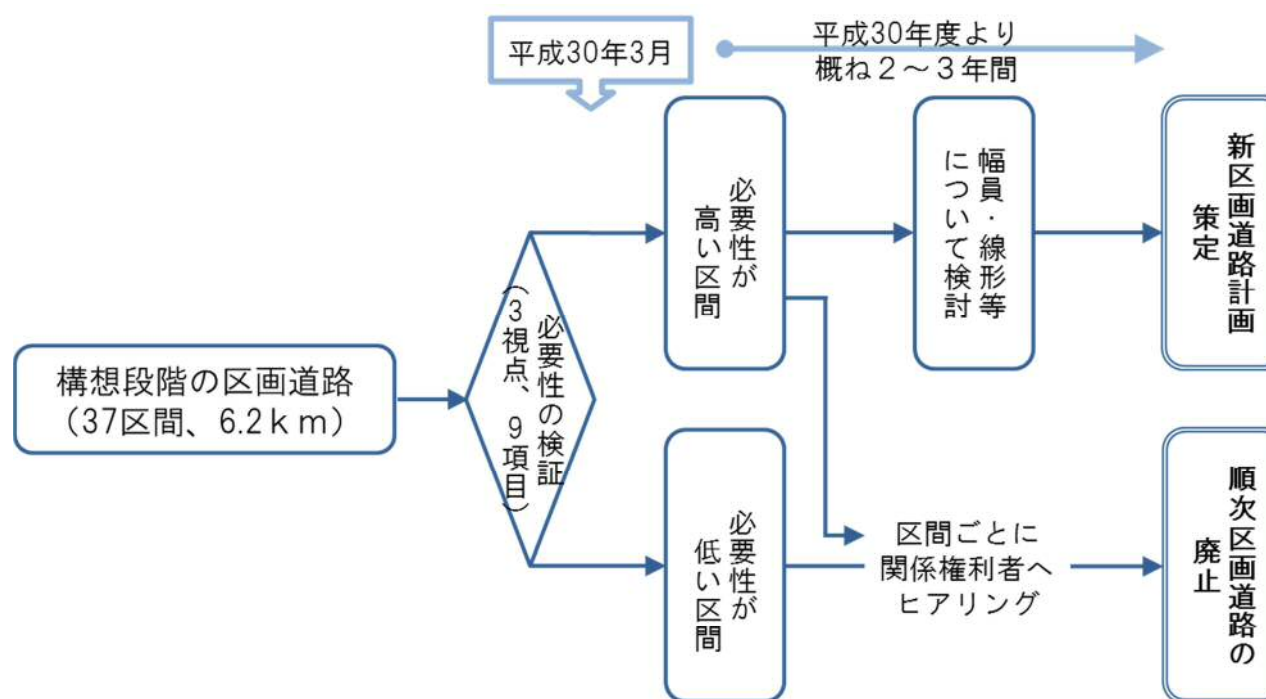 平成30年3月
平成30年度より
概ね２～３年間
構想段階の区画道路
（37区間、6.2ｋｍ）
必要性の検証
（３視点、９項目）
必要性が
高い区間
幅員・線形等
について検討
新区画道路計画
策定
必要性が
低い区間
区間ごとに
関係権利者へ
ヒアリング
順次区画道路の
廃止